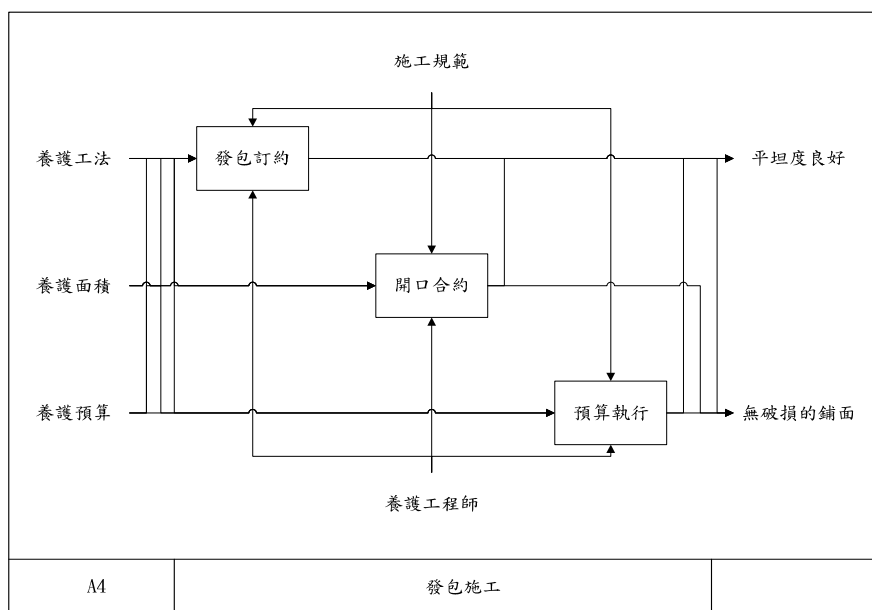 施工規範
養護工法
發包訂約
平坦度良好
養護面積
開口合約
養護預算
預算執行
無破損的鋪面
養護工程師
A4
發包施工